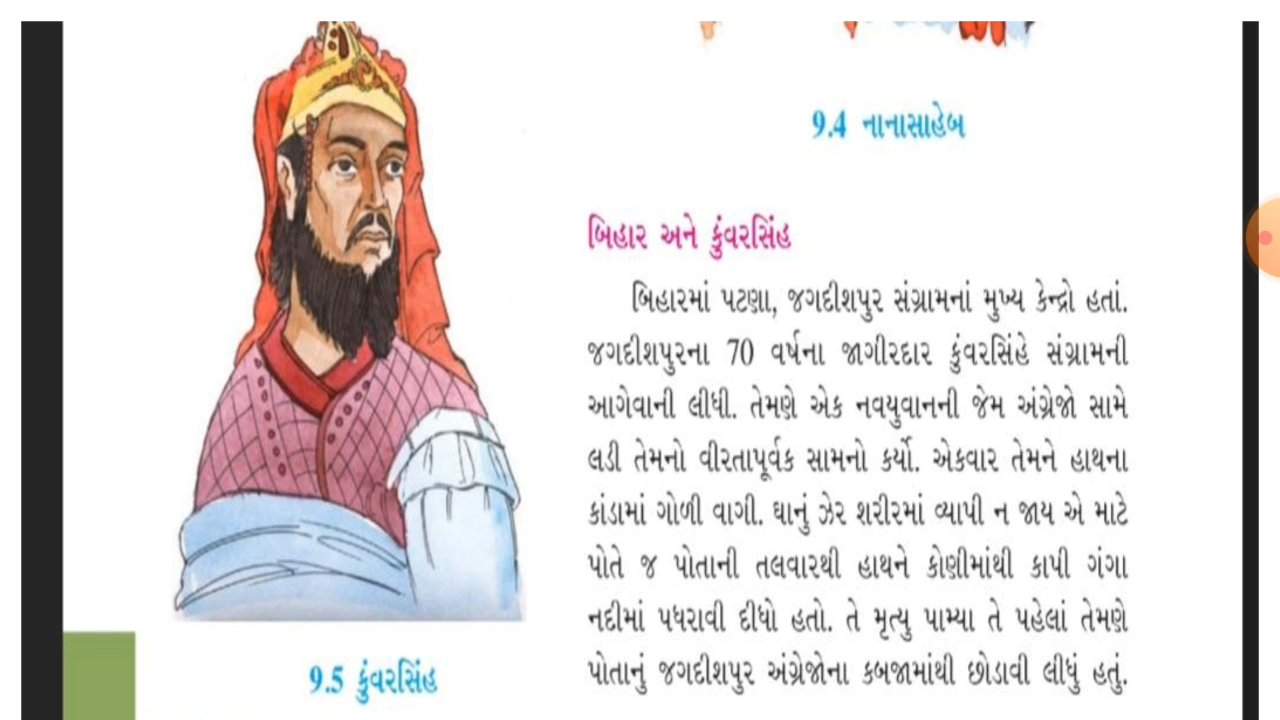 9.4 નાનાસાહેબ
બિહાર અને કુંવરસિંહ
બિહારમાં પટણા, જગદીશપુર સંગ્રામનાં મુખ્ય કેન્દ્રો હતાં.
જગદીશપુરના 70 વર્ષના જાગીરદાર કુંવરસિંહે સંગ્રામની
આગેવાની લીધી. તેમણે એક નવયુવાનની જેમ અંગ્રેજો સામે
લડી તેમનો વીરતાપૂર્વક સામનો કર્યો. એકવાર તેમને હાથના
કાંડામાં ગોળી વાગી. ઘાનું ઝેર શરીરમાં વ્યાપી ન જાય એ માટે
પોતે જ પોતાની તલવારથી હાથને કોણીમાંથી કાપી ગંગા
નદીમાં પધરાવી દીધો હતો. તે મૃત્યુ પામ્યા તે પહેલાં તેમણે
પોતાનું જગદીશપુર અંગ્રેજોના કબજામાંથી છોડાવી લીધું હતું.
9.5 કુંવરસિંહ